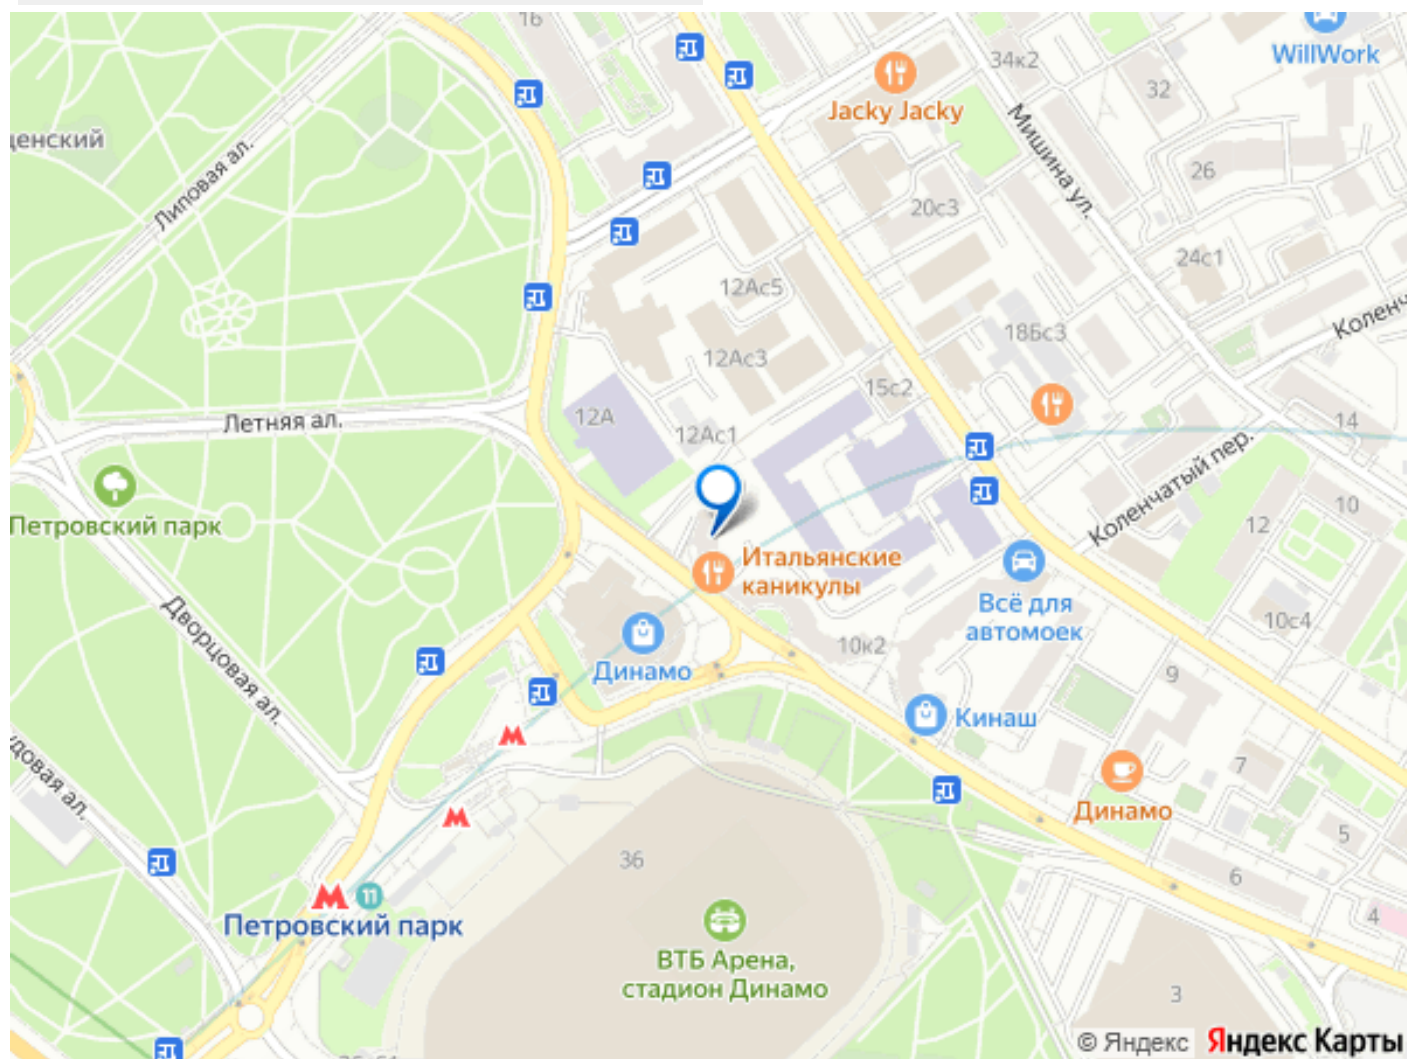 16
34к2
WillWork
32
Jacky Jacky
Мишина ул.
ценский
Липовая ал.
26
20с3
24с1
12Ас5
Коленч
18Бс3
12Ас3
15с2
Летняя ал.
12А
12Ас1
14
Коленчатый пер.
10
Петровский парк
12
Итальянские
каникулы
Всё для
автомоек
Дворцовая ал.
10с4
10к2
Динамо
9
Кинаш
удовая ал.
7
Динамо
5
36
6
11
Петровский парк
4
ВТБ Арена,
стадион Динамо
3
© Яндекс Яндекс Карты